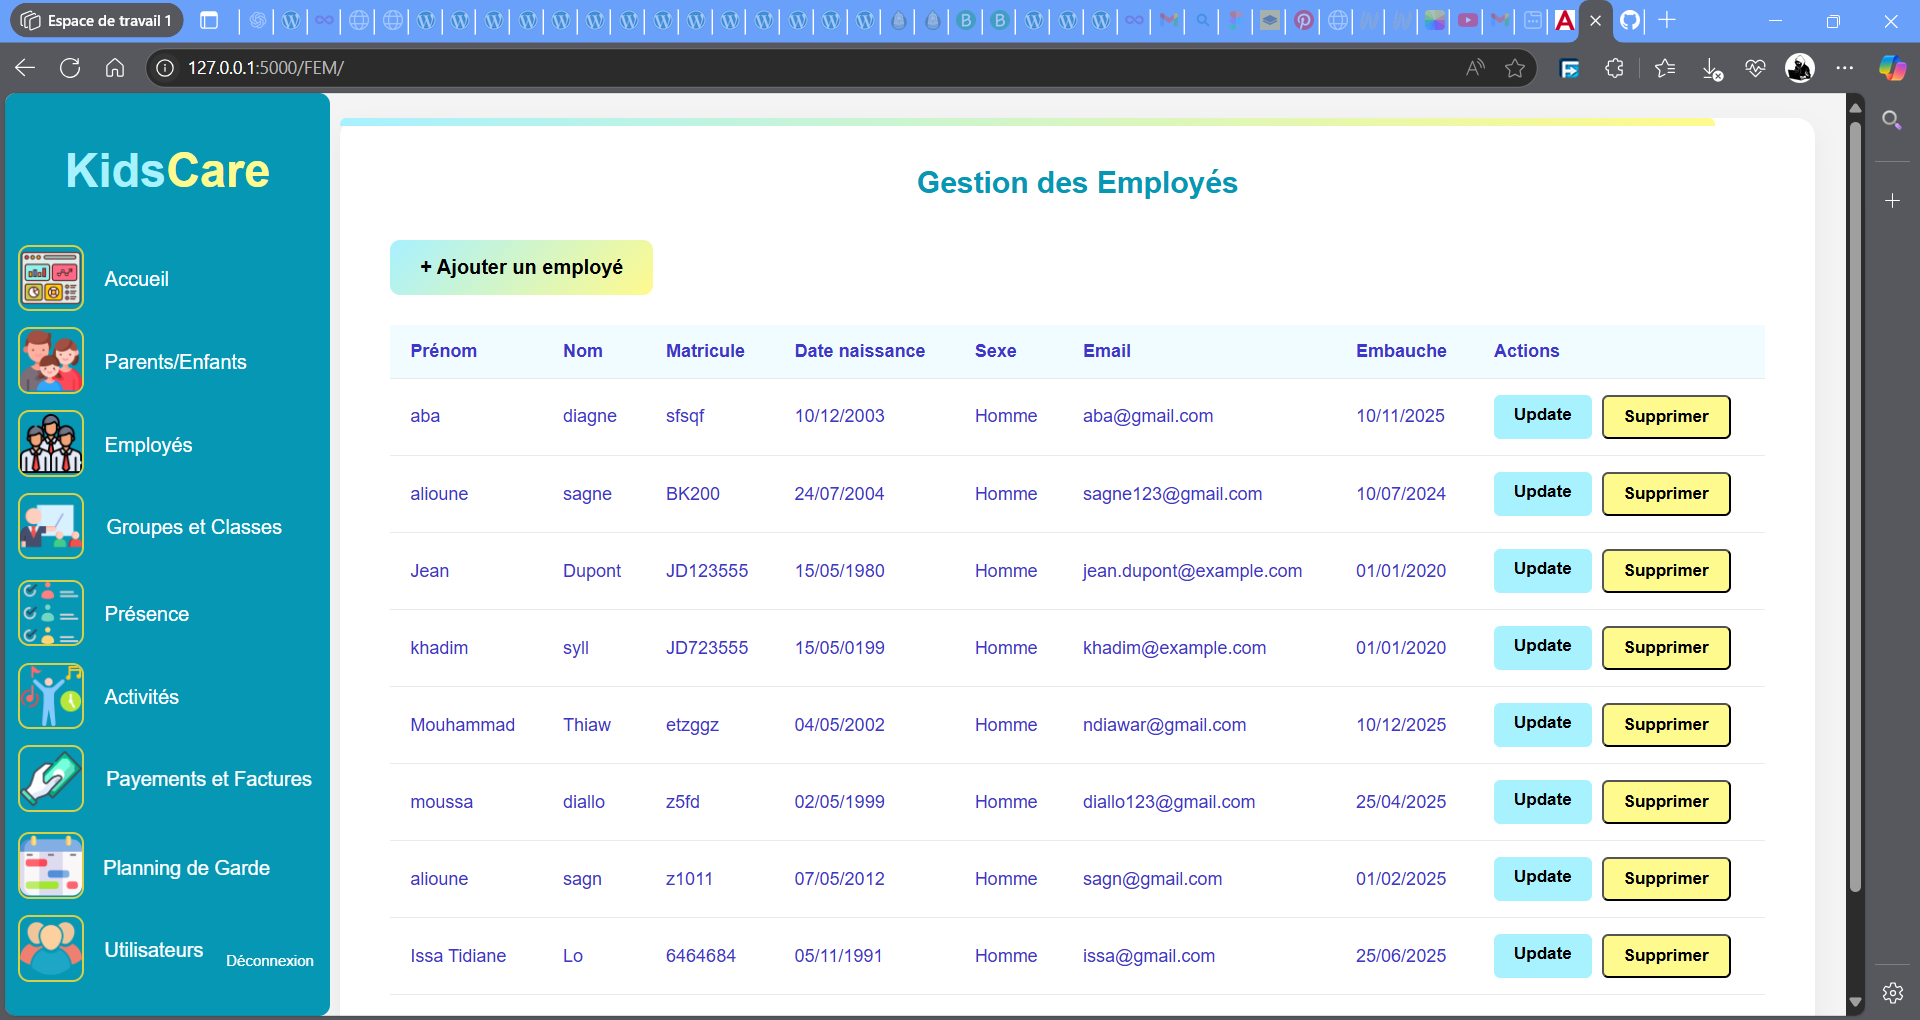 Espace de travail 1
127.0.0.1:5000/FEM/
KidsCare
Accueil
Parents/Enfants
Employés
Groupes et Classes
Présence
Activités
Payements et Factures
Planning de Garde
Utilisateurs
Déconnexion
Gestion des Employés
+ Ajouter un employé
Prénom Nom Matricule Date naissance Sexe Email Embauche Actions
aba diagne sfsqf 10/12/2003 Homme aba@gmail.com 10/11/2025 Update Supprimer
alioune sagne BK200 24/07/2004 Homme sagne123@gmail.com 10/07/2024 Update Supprimer
Jean Dupont JD123555 15/05/1980 Homme jean.dupont@example.com 01/01/2020 Update Supprimer
khadim syll JD723555 15/05/0199 Homme khadim@example.com 01/01/2020 Update Supprimer
Mouhammad Thiaw etzggz 04/05/2002 Homme ndiawar@gmail.com 10/12/2025 Update Supprimer
moussa diallo z5fd 02/05/1999 Homme diallo123@gmail.com 25/04/2025 Update Supprimer
alioune sagn z1011 07/05/2012 Homme sagn@gmail.com 01/02/2025 Update Supprimer
Issa Tidiane Lo 6464684 05/11/1991 Homme issa@gmail.com 25/06/2025 Update Supprimer